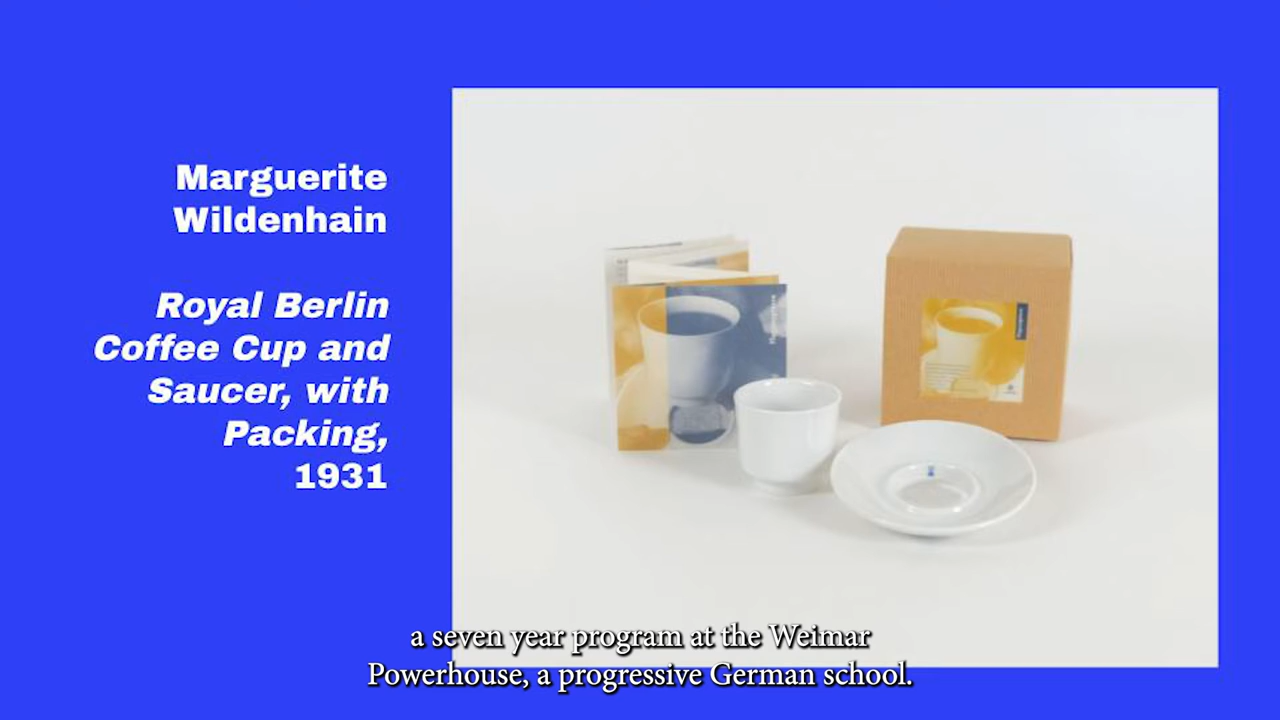 Marguerite
Wildenhain
Royal Berlin
Coffee Cup and
Saucer, with
Packing,
1931
a seven year program at the Weimar
Powerhouse, a progressive German school.